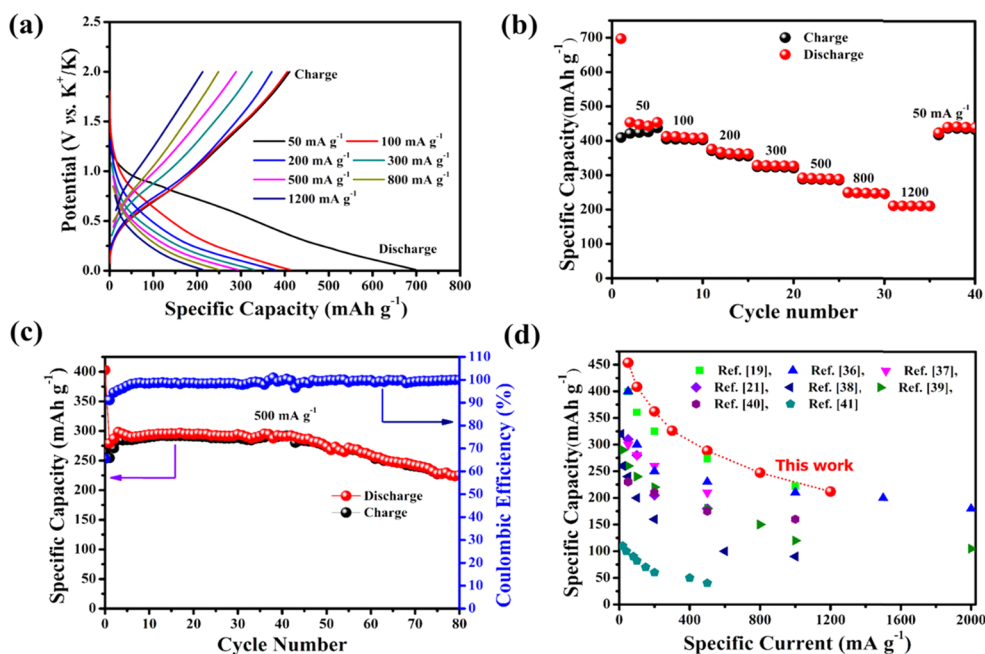 (a)
2.5
2.0
1.5
1.0
0.5
0.0
Potential (V vs. K+/K)
Charge
50 mA g-1
100 mA g-1
200 mA g-1
300 mA g-1
500 mA g-1
800 mA g-1
1200 mA g-1
Discharge
0 100 200 300 400 500 600 700 800
Specific Capacity (mAh g-1)
(b)
700
600
500
400
300
200
100
0
Specific Capacity(mAh g-1)
Charge
Discharge
50
100
200
300
500
800
1200
50 mA g-1
0 10 20 30 40
Cycle number
(c)
400
350
300
250
200
150
100
50
0
Specific Capacity (mAh g-1)
500 mA g-1
Discharge
Charge
110
100
90
80
70
60
50
40
30
20
10
0
Coulombic Efficiency (%)
0 10 20 30 40 50 60 70 80
Cycle Number
(d)
450
400
350
300
250
200
150
100
50
0
Specific Capacity(mAh g-1)
Ref. [19], Ref. [36], Ref. [37],
Ref. [21], Ref. [38], Ref. [39],
Ref. [40], Ref. [41]
This work
0 400 800 1200 1600 2000
Specific Current (mA g-1)